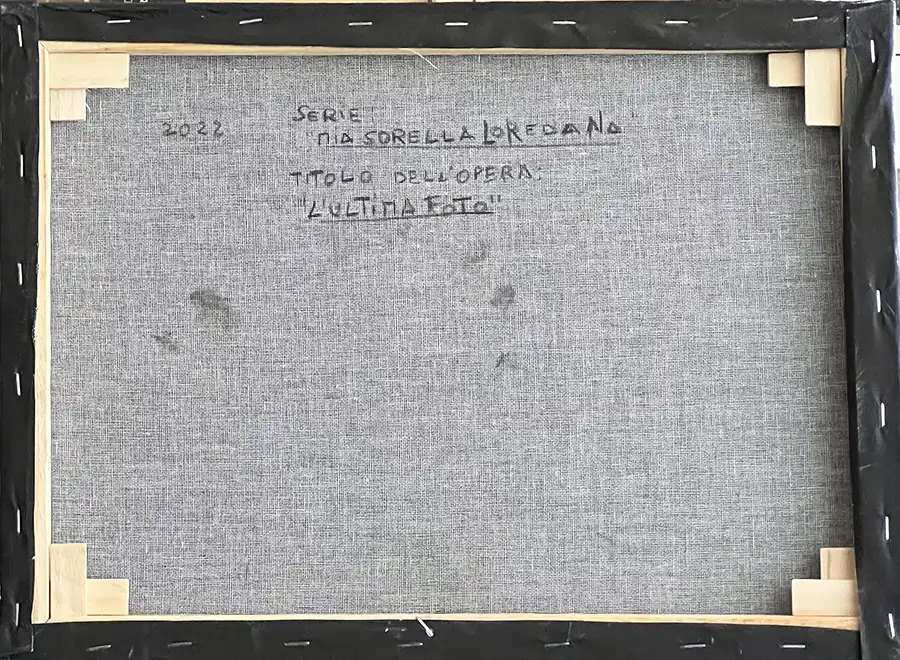 2022
SERIE:
"MIA SORELLA LOREDANA"
TITOLO DELL'OPERA:
"L'ULTIMA FOTO"